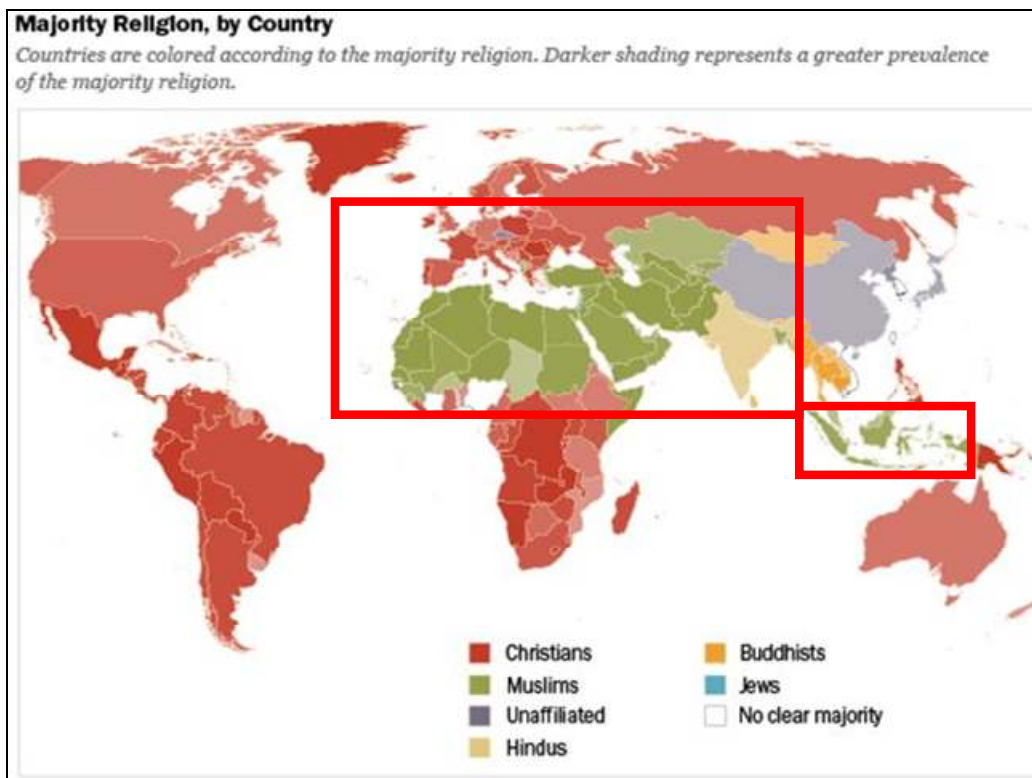 Majority Religion, by Country
Countries are colored according to the majority religion. Darker shading represents a greater prevalence
of the majority religion.
Christians
Muslims
Unaffiliated
Hindus
Buddhists
Jews
No clear majority